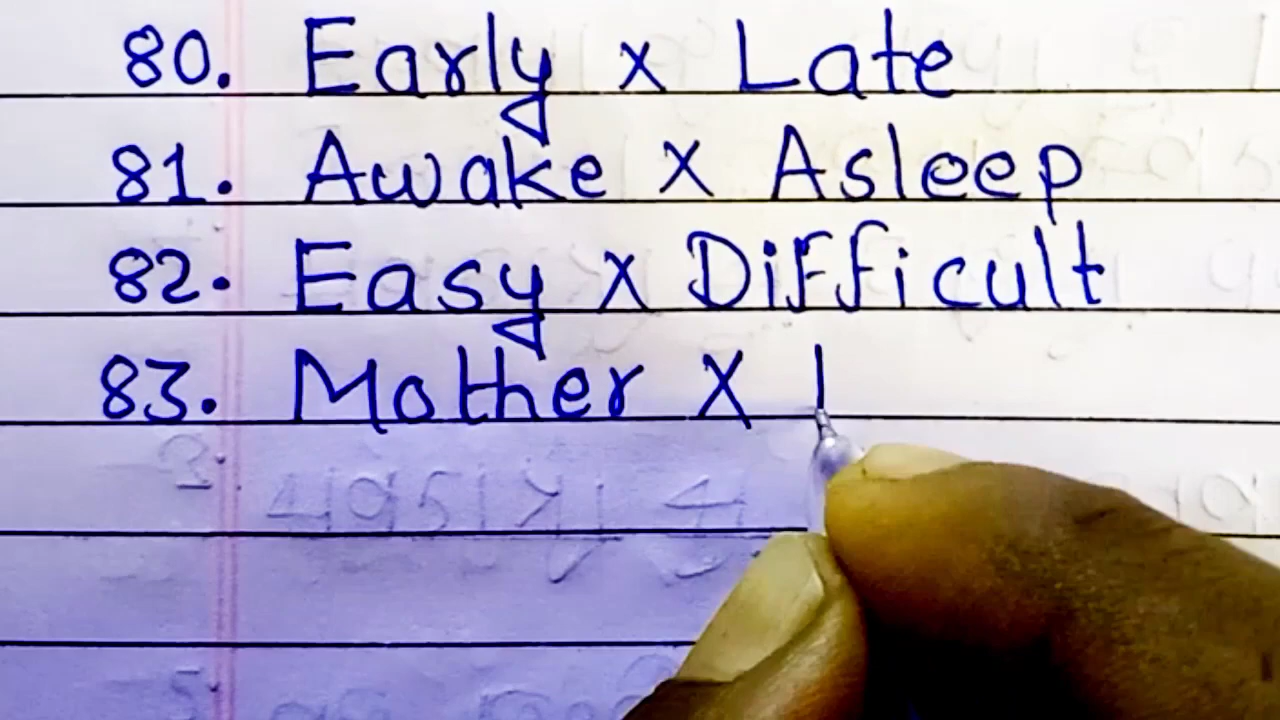 80. Early x Late
81. Awake x Asleep
82. Easy x Difficult
83. Mother x